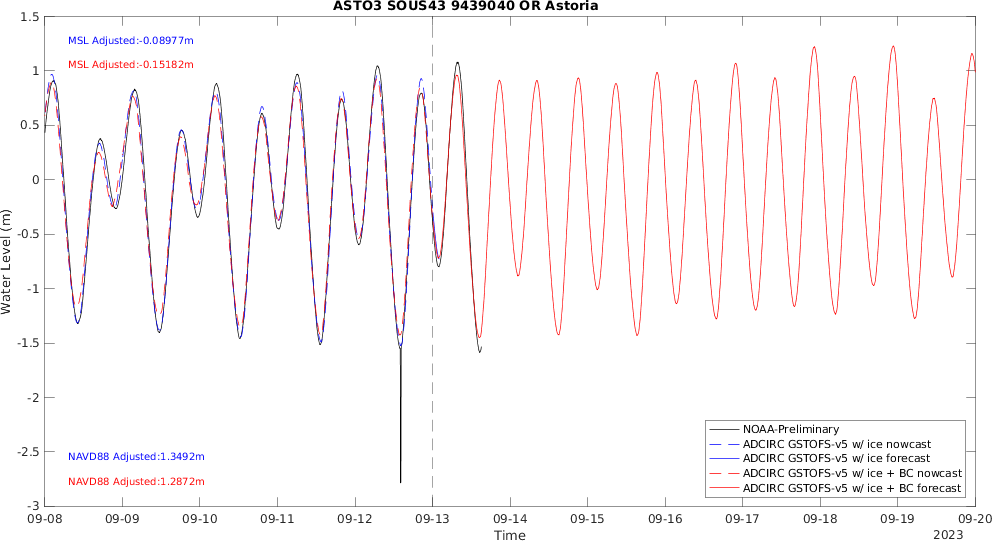 ASTO3 SOUS43 9439040 OR Astoria
MSL Adjusted:-0.08977m
MSL Adjusted:-0.15182m
NAVD88 Adjusted:1.3492m
NAVD88 Adjusted:1.2872m
Water Level (m)
1.5
1
0.5
0
-0.5
-1
-1.5
-2
-2.5
-3
NOAA-Preliminary
ADCIRC GSTOFS-v5 w/ ice nowcast
ADCIRC GSTOFS-v5 w/ ice forecast
ADCIRC GSTOFS-v5 w/ ice + BC nowcast
ADCIRC GSTOFS-v5 w/ ice + BC forecast
09-08 09-09 09-10 09-11 09-12 09-13 09-14 09-15 09-16 09-17 09-18 09-19 09-20
Time
2023